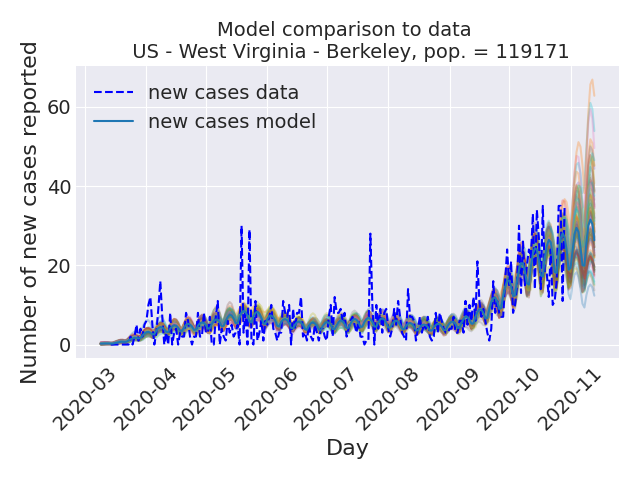 Model comparison to data
US - West Virginia - Berkeley, pop. = 119171
Number of new cases reported
60
40
20
0
new cases data
new cases model
2020-03
2020-04
2020-05
2020-06
2020-07
2020-08
2020-09
2020-10
2020-11
Day